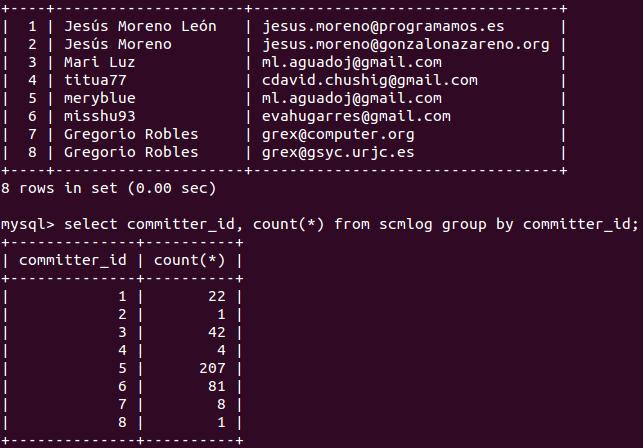 +----+---------------------+----------------------------------+
|  1 | Jesús Moreno León   | jesus.moreno@programamos.es      |
|  2 | Jesús Moreno        | jesus.moreno@gonzalonazareno.org |
|  3 | Mari Luz            | ml.aguadoj@gmail.com             |
|  4 | titua77             | cdavid.chushig@gmail.com         |
|  5 | meryblue            | ml.aguadoj@gmail.com             |
|  6 | misshu93            | evahugarres@gmail.com            |
|  7 | Gregorio Robles     | grex@computer.org                |
|  8 | Gregorio Robles     | grex@gsyc.urjc.es                |
+----+---------------------+----------------------------------+
8 rows in set (0.00 sec)

mysql> select committer_id, count(*) from scmlog group by committer_id;
+--------------+----------+
| committer_id | count(*) |
+--------------+----------+
|            1 |       22 |
|            2 |        1 |
|            3 |       42 |
|            4 |        4 |
|            5 |      207 |
|            6 |       81 |
|            7 |        8 |
|            8 |        1 |
+--------------+----------+